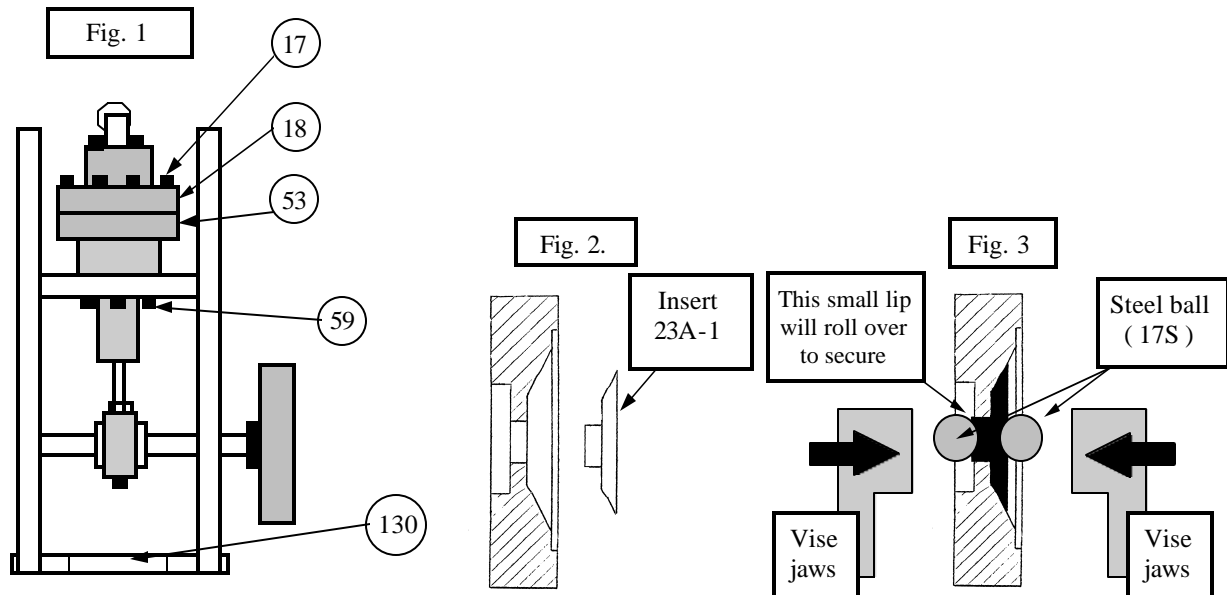 Fig. 1
17
18
53
59
130
Fig. 2.
Insert
23A-1
Fig. 3
This small lip
will roll over
to secure
Steel ball
( 17S )
Vise
jaws
Vise
jaws